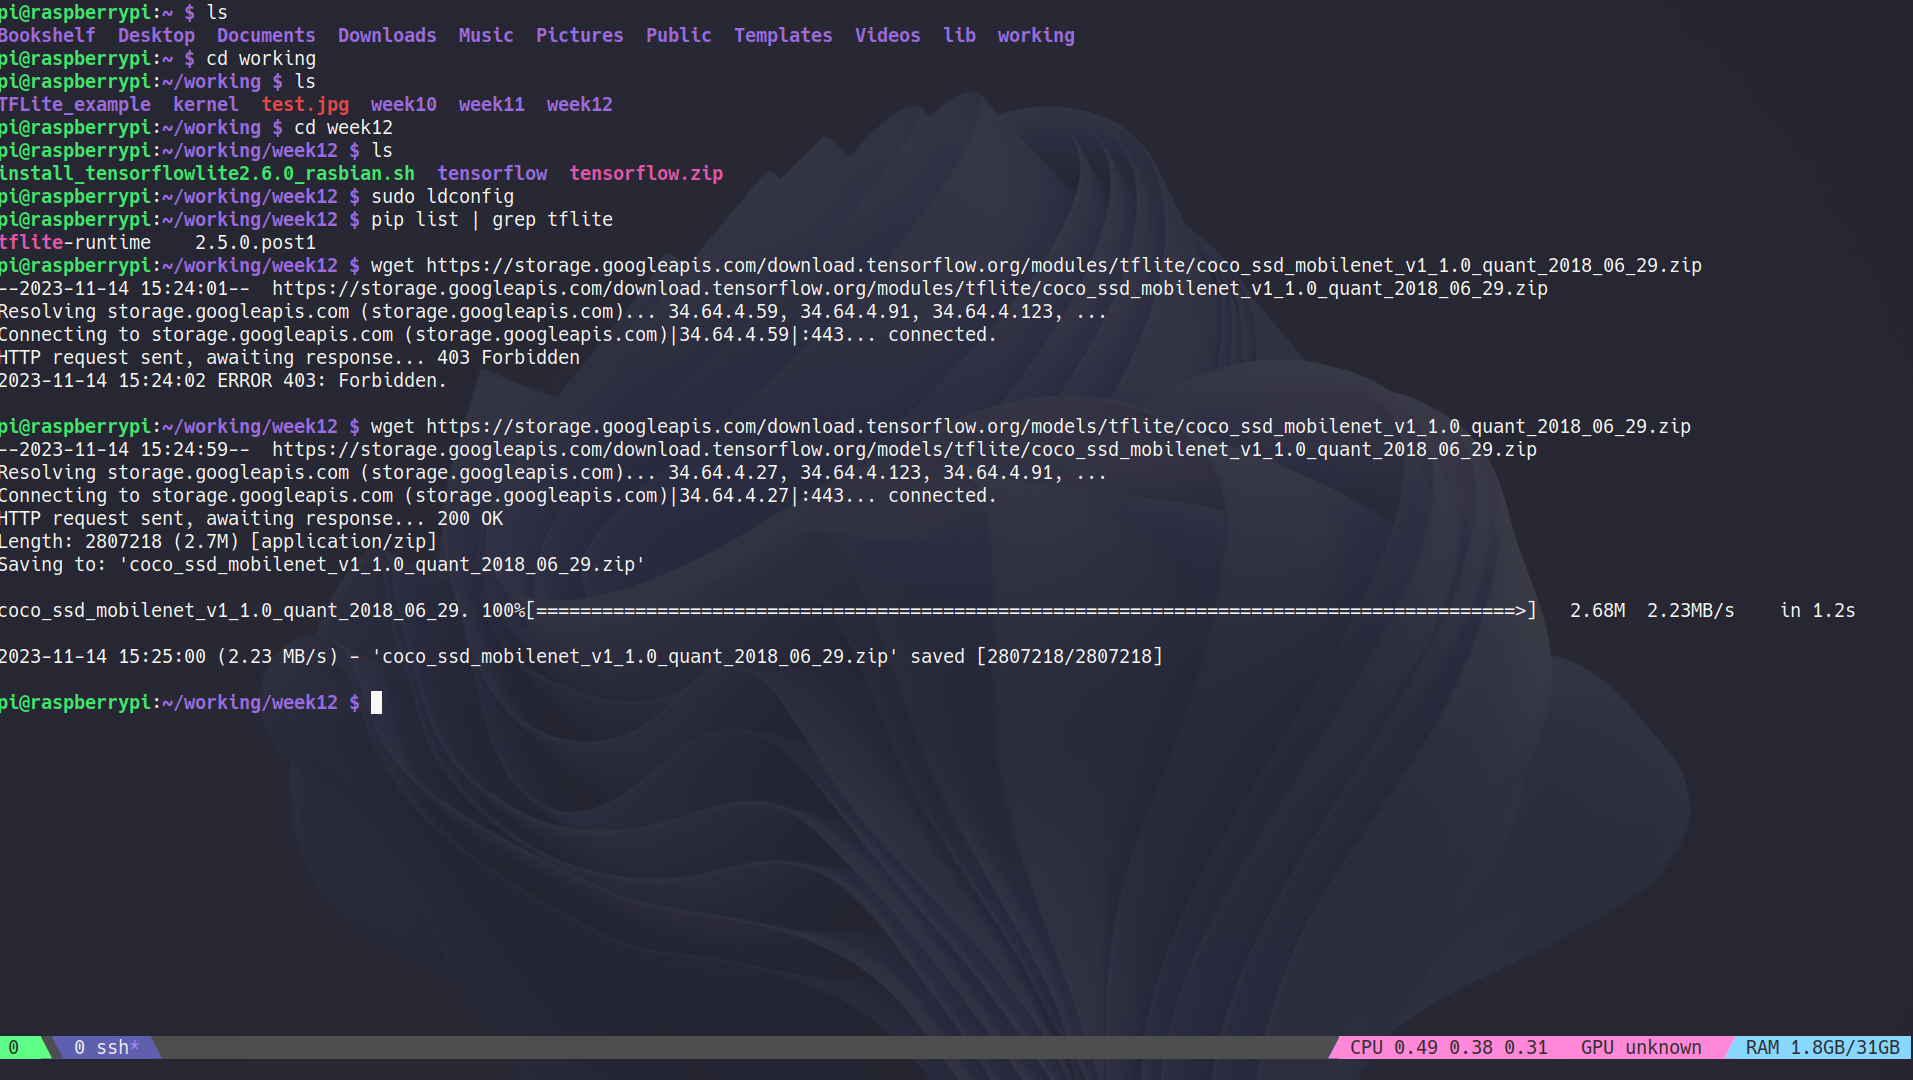 pi@raspberrypi:~ $ ls
Bookshelf  Desktop  Documents  Downloads  Music  Pictures  Public  Templates  Videos  lib  working
pi@raspberrypi:~ $ cd working
pi@raspberrypi:~/working $ ls
TFLite_example  kernel  test.jpg  week10  week11  week12
pi@raspberrypi:~/working $ cd week12
pi@raspberrypi:~/working/week12 $ ls
install_tensorflowlite2.6.0_rasbian.sh  tensorflow  tensorflow.zip
pi@raspberrypi:~/working/week12 $ sudo ldconfig
pi@raspberrypi:~/working/week12 $ pip list | grep tflite
tflite-runtime    2.5.0.post1
pi@raspberrypi:~/working/week12 $ wget https://storage.googleapis.com/download.tensorflow.org/modules/tflite/coco_ssd_mobilenet_v1_1.0_quant_2018_06_29.zip
--2023-11-14 15:24:01--  https://storage.googleapis.com/download.tensorflow.org/modules/tflite/coco_ssd_mobilenet_v1_1.0_quant_2018_06_29.zip
Resolving storage.googleapis.com (storage.googleapis.com)... 34.64.4.59, 34.64.4.91, 34.64.4.123, ...
Connecting to storage.googleapis.com (storage.googleapis.com)|34.64.4.59|:443... connected.
HTTP request sent, awaiting response... 403 Forbidden
2023-11-14 15:24:02 ERROR 403: Forbidden.
pi@raspberrypi:~/working/week12 $ wget https://storage.googleapis.com/download.tensorflow.org/models/tflite/coco_ssd_mobilenet_v1_1.0_quant_2018_06_29.zip
--2023-11-14 15:24:59--  https://storage.googleapis.com/download.tensorflow.org/models/tflite/coco_ssd_mobilenet_v1_1.0_quant_2018_06_29.zip
Resolving storage.googleapis.com (storage.googleapis.com)... 34.64.4.27, 34.64.4.123, 34.64.4.91, ...
Connecting to storage.googleapis.com (storage.googleapis.com)|34.64.4.27|:443... connected.
HTTP request sent, awaiting response... 200 OK
Length: 2807218 (2.7M) [application/zip]
Saving to: 'coco_ssd_mobilenet_v1_1.0_quant_2018_06_29.zip'
coco_ssd_mobilenet_v1_1.0_quant_2018_06_29. 100%[=========================================================================================>]   2.68M  2.23MB/s    in 1.2s
2023-11-14 15:25:00 (2.23 MB/s) - 'coco_ssd_mobilenet_v1_1.0_quant_2018_06_29.zip' saved [2807218/2807218]
pi@raspberrypi:~/working/week12 $
0  0 ssh*  CPU 0.49 0.38 0.31  GPU unknown  RAM 1.8GB/31GB